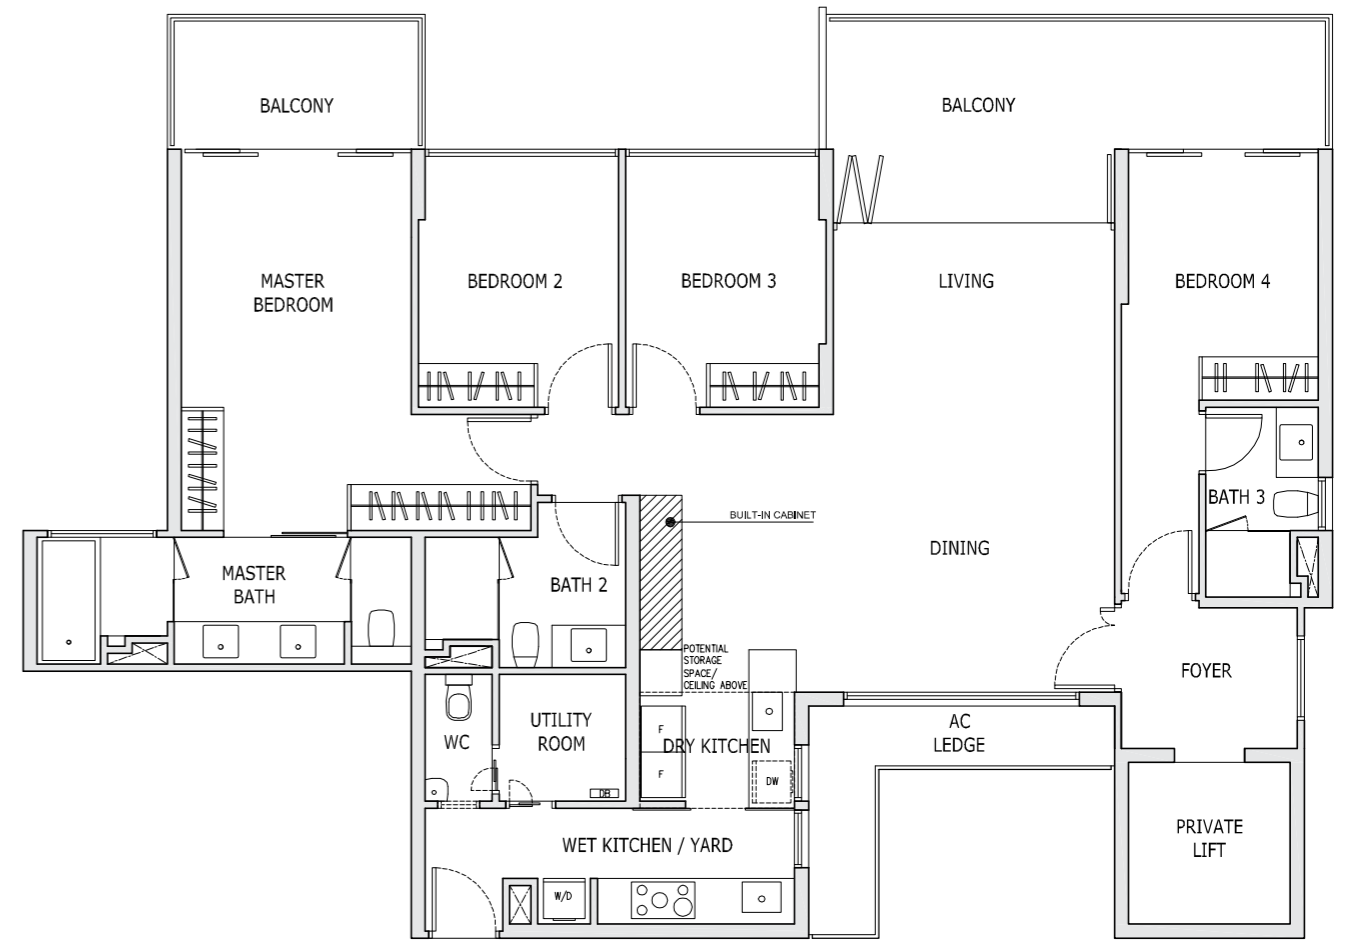 BALCONY
BALCONY
MASTER
BEDROOM
BEDROOM 2
BEDROOM 3
LIVING
BEDROOM 4
BATH 3
BUILT-IN CABINET
DINING
MASTER
BATH
BATH 2
POTENTIAL
STORAGE
SPACE/
CEILING ABOVE
FOYER
WC
UTILITY
ROOM
DB
F
F
DRY KITCHEN
DW
AC
LEDGE
WET KITCHEN / YARD
W/D
PRIVATE
LIFT